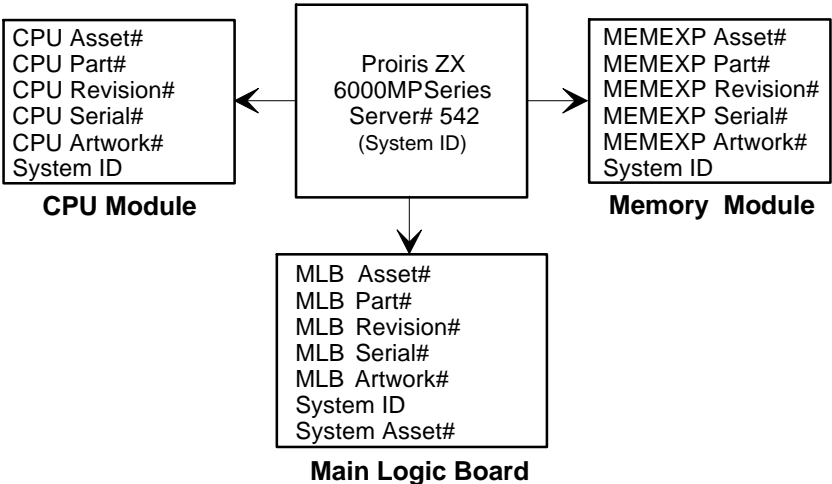 CPU Asset#
CPU Part#
CPU Revision#
CPU Serial#
CPU Artwork#
System ID
CPU Module
Proiris ZX
6000MPSeries
Server# 542
(System ID)
MEMEXP Asset#
MEMEXP Part#
MEMEXP Revision#
MEMEXP Serial#
MEMEXP Artwork#
System ID
Memory Module
MLB Asset#
MLB Part#
MLB Revision#
MLB Serial#
MLB Artwork#
System ID
System Asset#
Main Logic Board